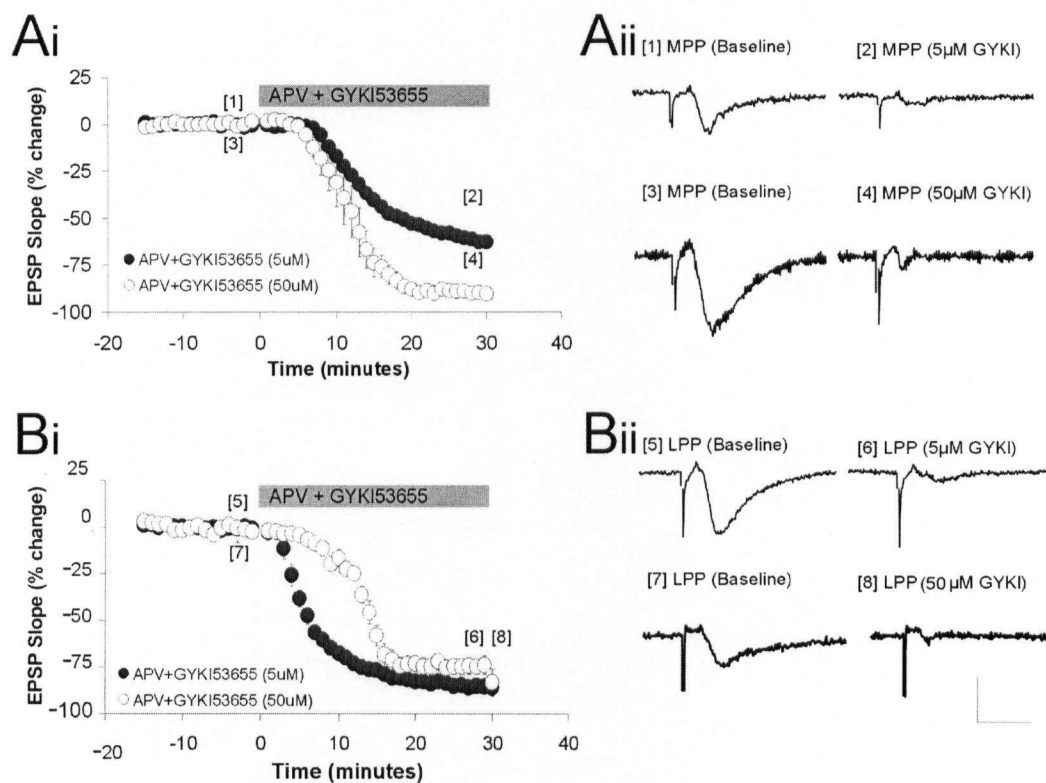 Ai
25
0
-25
-50
-75
-100
EPSP Slope (% change)
APV + GYKI53655
[1]
[3]
[2]
[4]
APV+GYKI53655 (5uM)
APV+GYKI53655 (50uM)
-20 -10 0 10 20 30 40
Time (minutes)
Aii
[1] MPP (Baseline)
[2] MPP (5µM GYKI)
[3] MPP (Baseline)
[4] MPP (50µM GYKI)
Bi
25
0
-25
-50
-75
-100
EPSP Slope (% change)
APV + GYKI53655
[5]
[7]
[6] [8]
APV+GYKI53655 (5uM)
APV+GYKI53655 (50uM)
-20 -10 0 10 20 30 40
Time (minutes)
Bii
[5] LPP (Baseline)
[6] LPP (5µM GYKI)
[7] LPP (Baseline)
[8] LPP (50 µM GYKI)